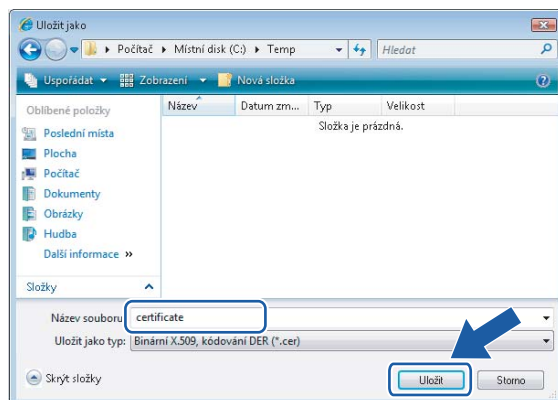 Uložit jako
Počítač ▸ Místní disk (C:) ▸ Temp
Hledat
Uspořádat
Zobrazení
Nová složka
Oblíbené položky
Název
Datum zm...
Typ
Velikost
Složka je prázdná.
Poslední místa
Plocha
Počítač
Dokumenty
Obrázky
Hudba
Další informace »
Složky
Název souboru: certificate
Uložit jako typ: Binární X.509, kódování DER (*.cer)
Skrýt složky
Uložit
Storno